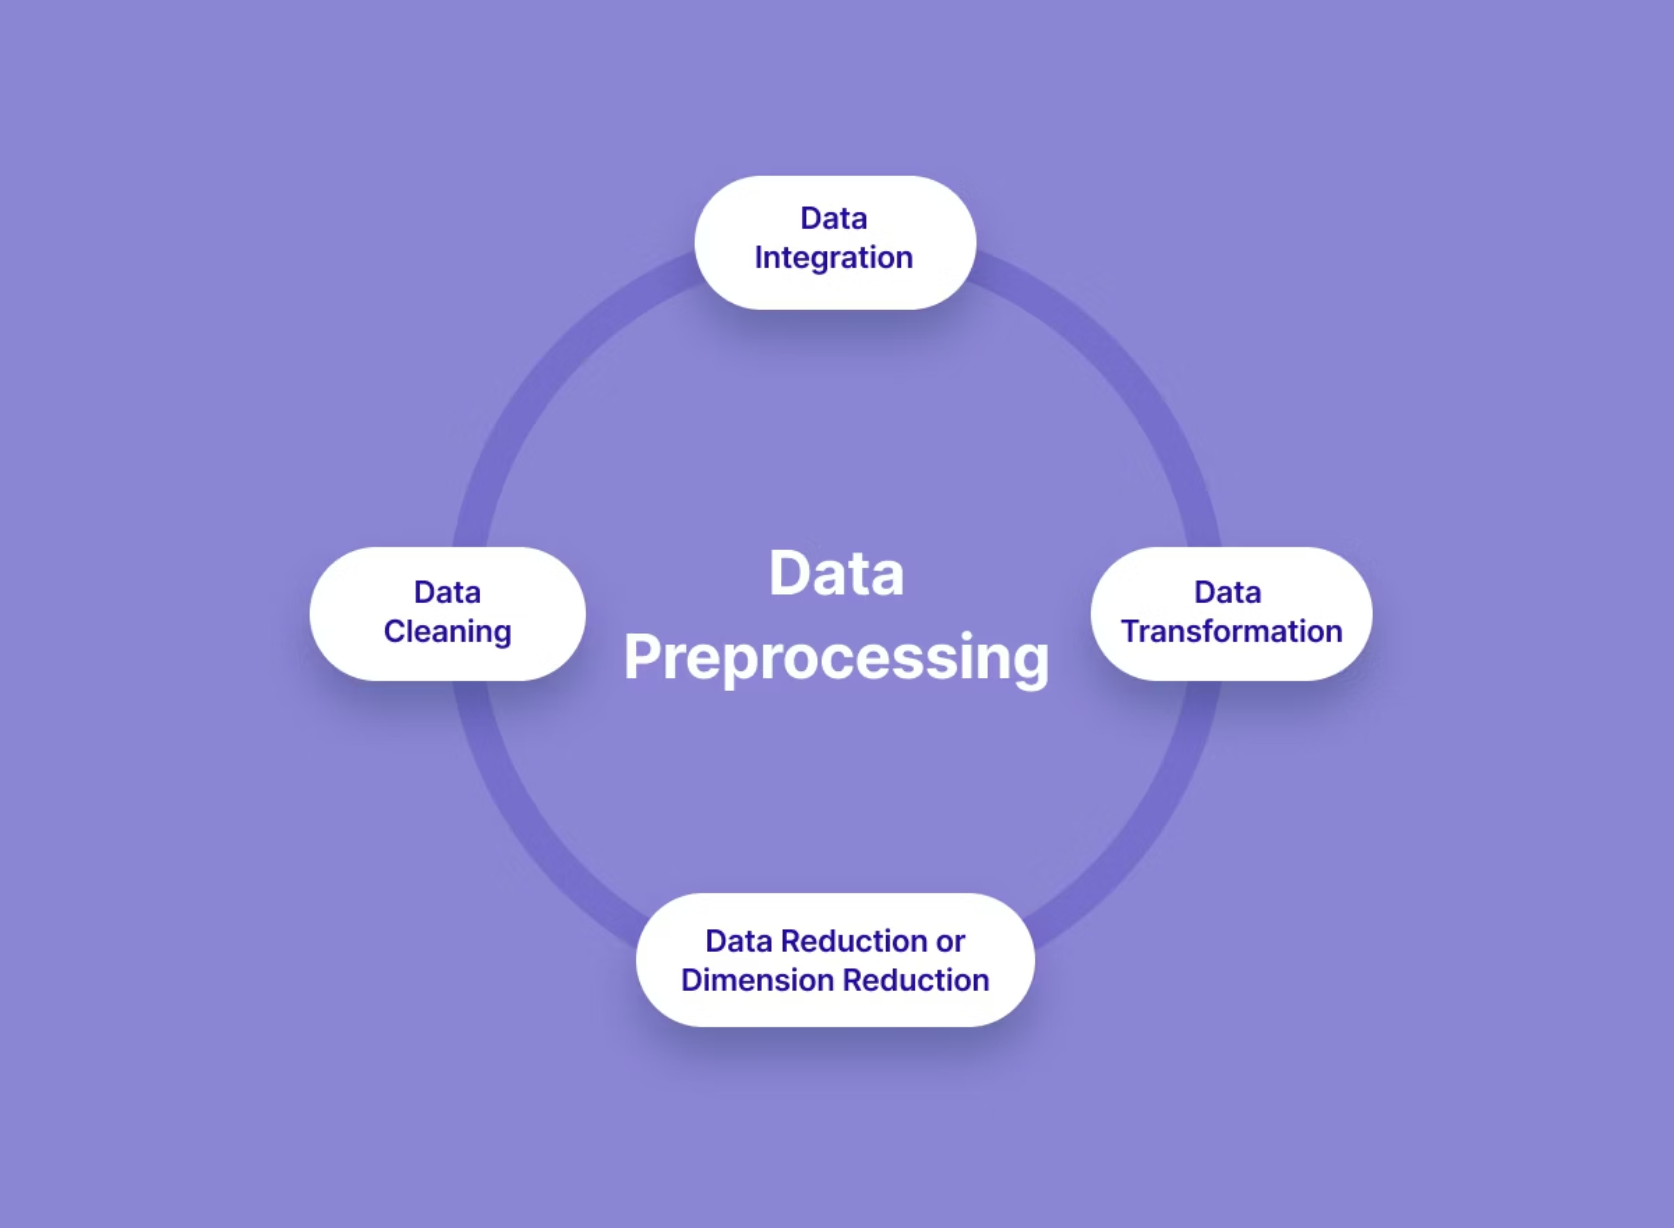 Data
Integration
Data
Cleaning
Data
Preprocessing
Data
Transformation
Data Reduction or
Dimension Reduction